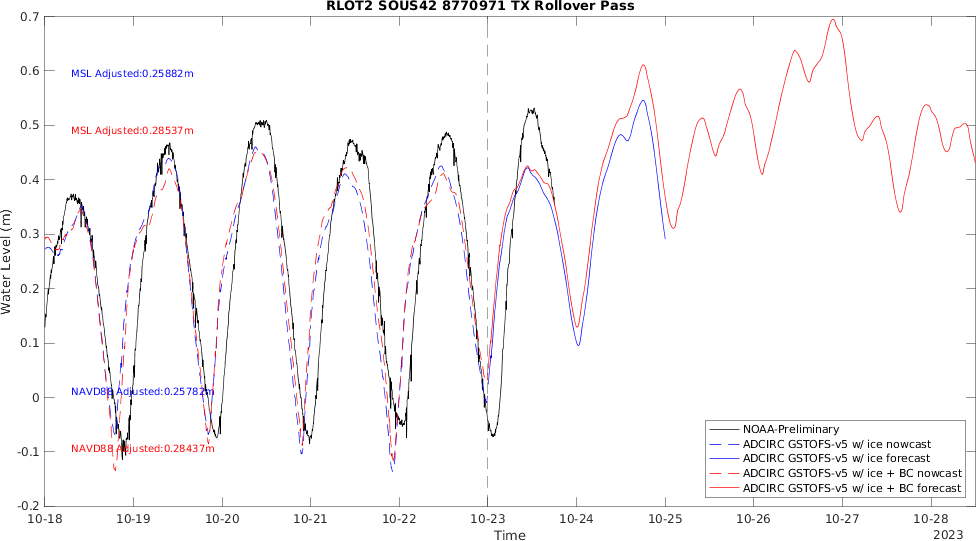 RLOT2 SOUS42 8770971 TX Rollover Pass
0.7
0.6
0.5
0.4
0.3
0.2
0.1
0
-0.1
-0.2
Water Level (m)
MSL Adjusted:0.25882m
MSL Adjusted:0.28537m
NAVD88 Adjusted:0.25782m
NAVD88 Adjusted:0.28437m
NOAA-Preliminary
ADCIRC GSTOFS-v5 w/ ice nowcast
ADCIRC GSTOFS-v5 w/ ice forecast
ADCIRC GSTOFS-v5 w/ ice + BC nowcast
ADCIRC GSTOFS-v5 w/ ice + BC forecast
10-18 10-19 10-20 10-21 10-22 10-23 10-24 10-25 10-26 10-27 10-28
Time
2023